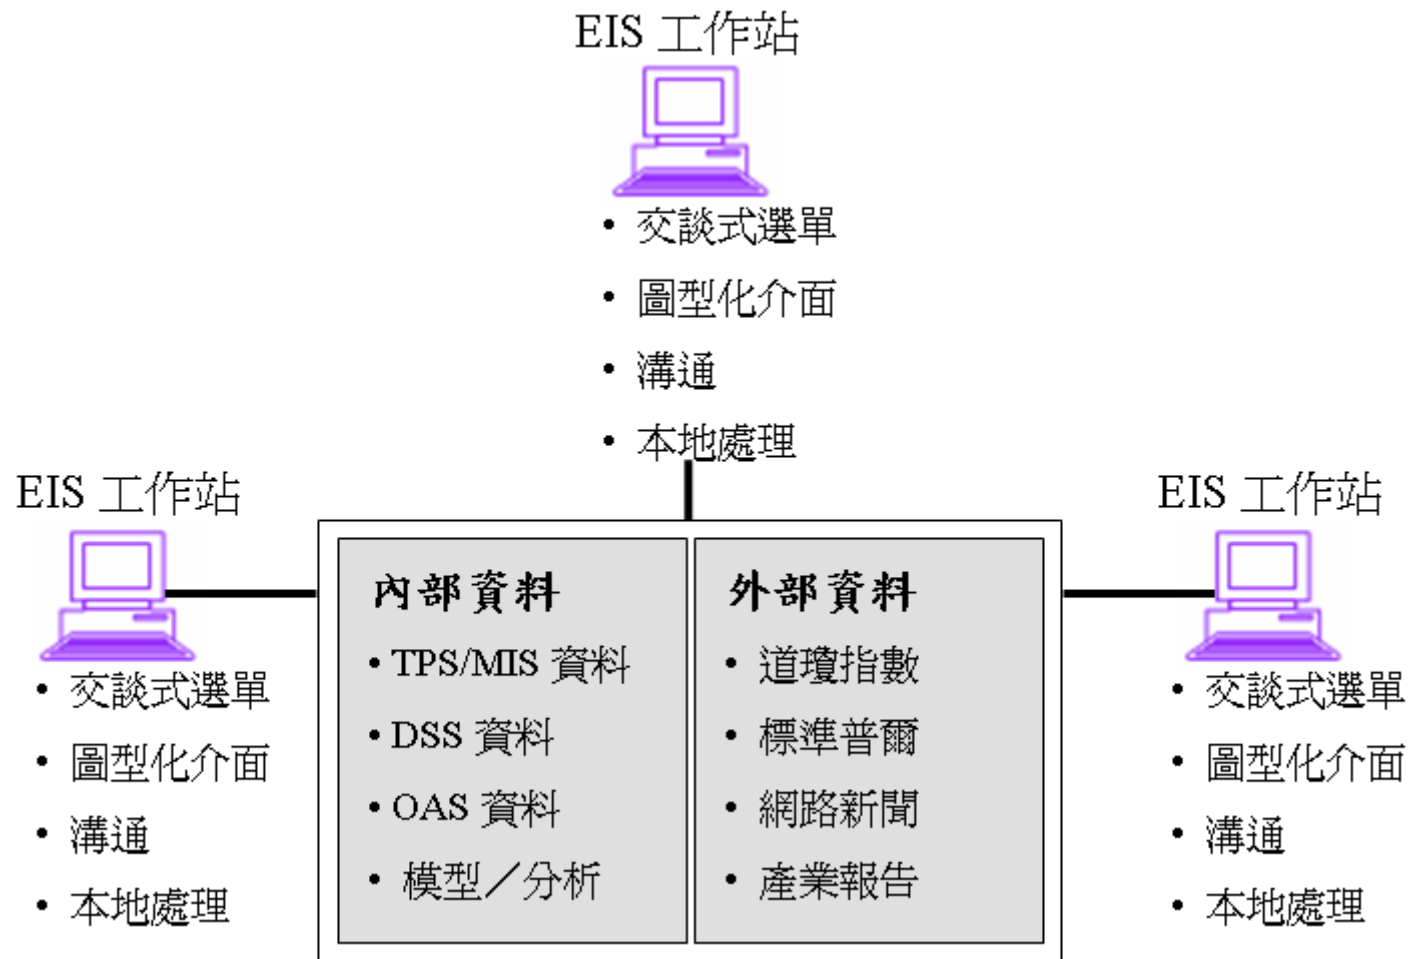 EIS 工作站
• 交談式選單
• 圖型化介面
• 溝通
• 本地處理
EIS 工作站
• 交談式選單
• 圖型化介面
• 溝通
• 本地處理
內部資料
• TPS/MIS 資料
• DSS 資料
• OAS 資料
• 模型／分析
外部資料
• 道瓊指數
• 標準普爾
• 網路新聞
• 產業報告
EIS 工作站
• 交談式選單
• 圖型化介面
• 溝通
• 本地處理